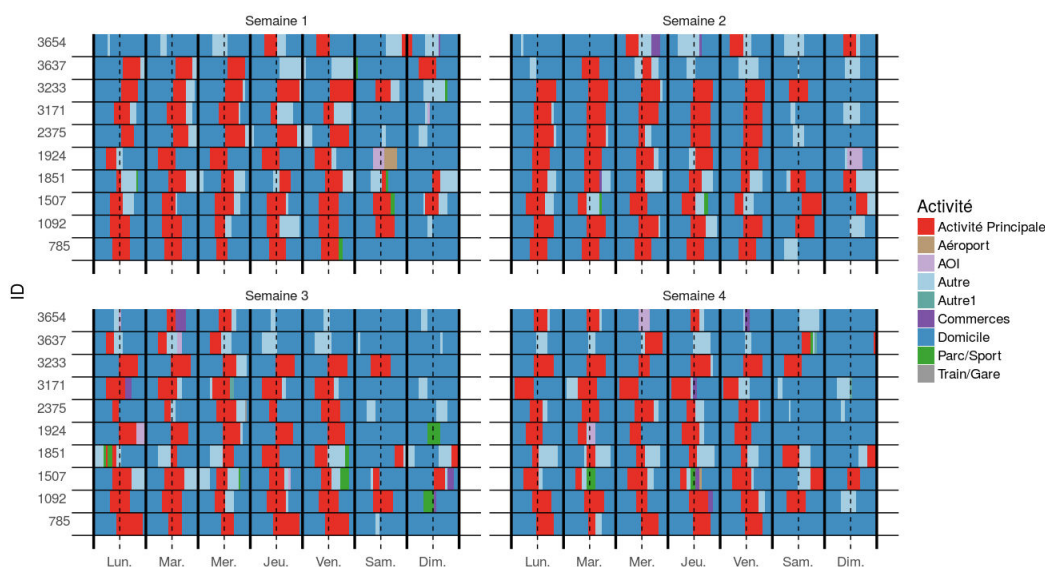 Semaine 1
Semaine 2
3654
3637
3233
3171
2375
1924
1851
1507
1092
785
ID
Semaine 3
Semaine 4
3654
3637
3233
3171
2375
1924
1851
1507
1092
785
Lun. Mar. Mer. Jeu. Ven. Sam. Dim.
Lun. Mar. Mer. Jeu. Ven. Sam. Dim.
Activité
Activité Principale
Aéroport
AOI
Autre
Autre1
Commerces
Domicile
Parc/Sport
Train/Gare